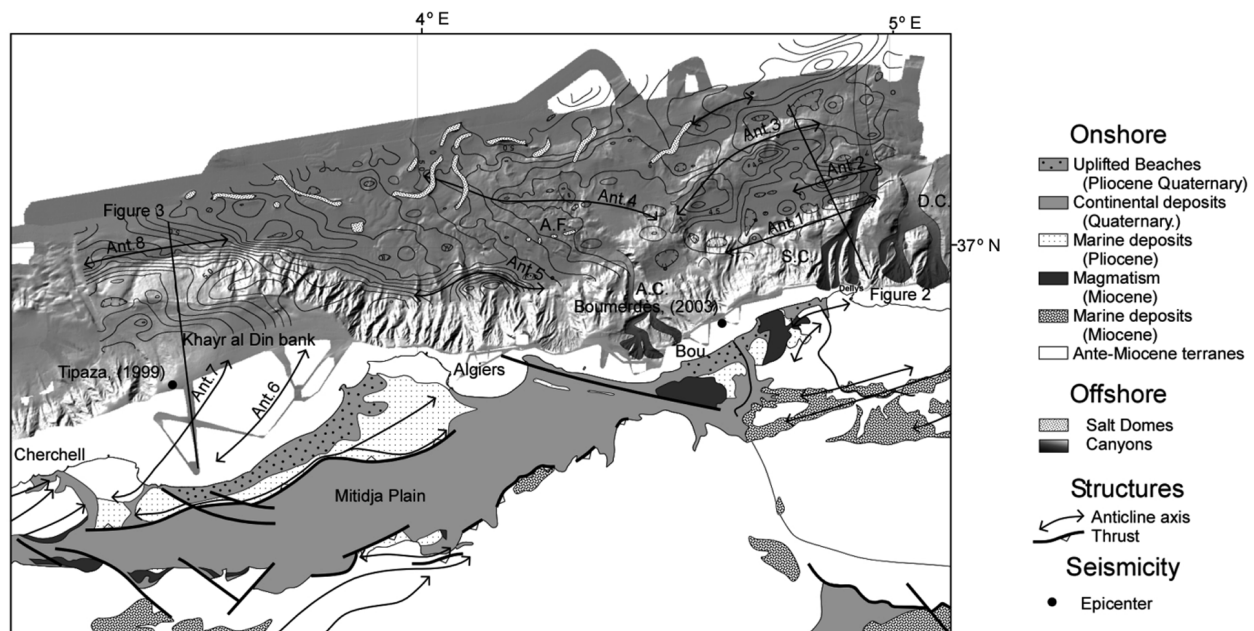 4° E
5° E
37° N
Figure 3
Ant.8
Ant.5
Ant.4
Ant.3
Ant.2
Ant.1
A.F.
A.C.
S.C.
D.C.
Dellys
Figure 2
Boumerdes, (2003)
Bou
Khayr al Din bank
Tipaza, (1999)
Ant.1
Ant.6
Algiers
Cherchell
Mitidja Plain
Onshore
Uplifted Beaches
(Pliocene Quaternary)
Continental deposits
(Quaternary.)
Marine deposits
(Pliocene)
Magmatism
(Miocene)
Marine deposits
(Miocene)
Ante-Miocene terranes
Offshore
Salt Domes
Canyons
Structures
Anticline axis
Thrust
Seismicity
Epicenter